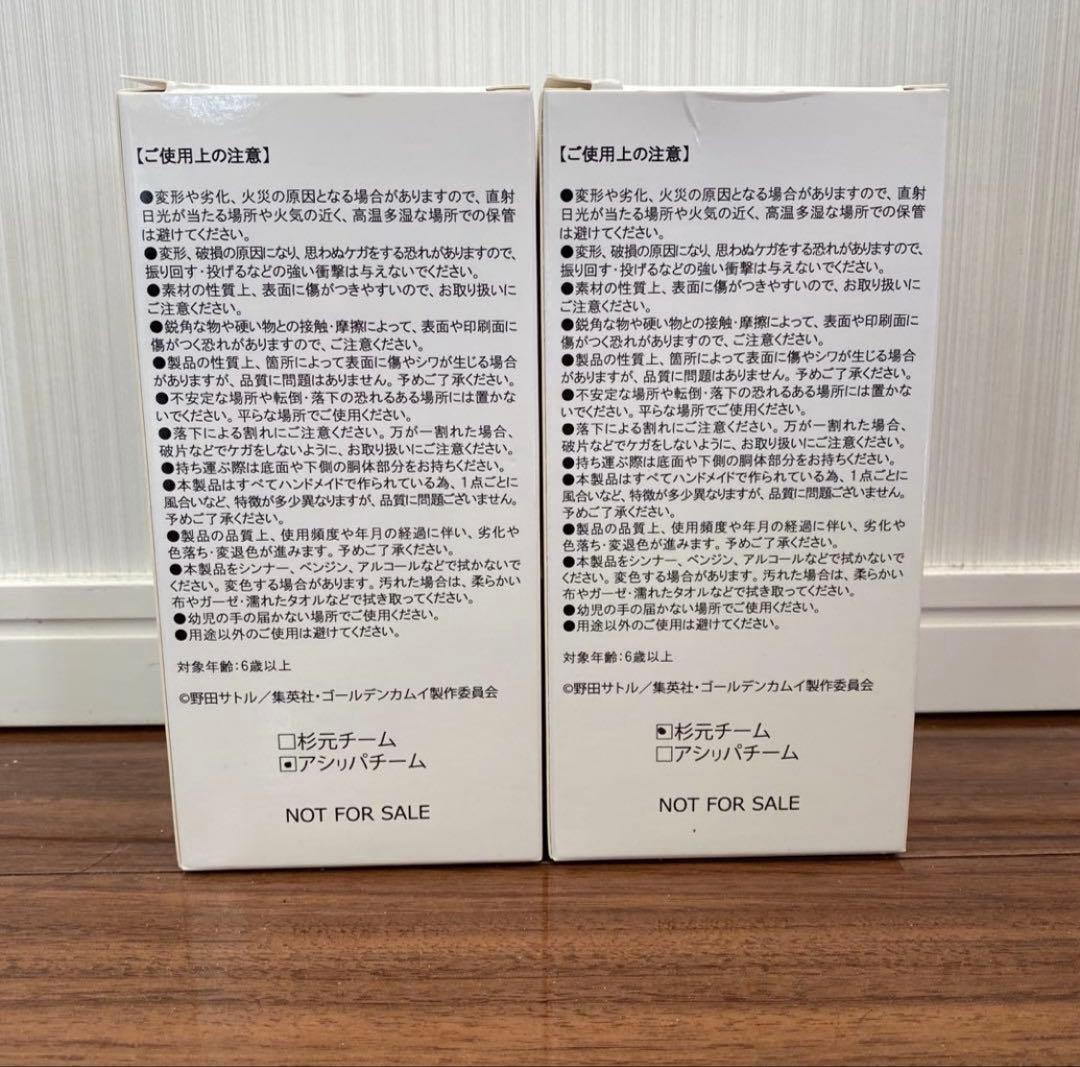 【ご使用上の注意】
●変形や劣化、火災の原因となる場合がありますので、直射
日光が当たる場所や火気の近く、高温多湿な場所での保管
は避けてください。
●変形、破損の原因になり、思わぬケガをする恐れがありますので、
振り回す・投げるなどの強い衝撃は与えないでください。
●素材の性質上、表面に傷がつきやすいので、お取り扱いに
ご注意ください。
●鋭角な物や硬い物との接触・摩擦によって、表面や印刷面に
傷がつく恐れがありますので、ご注意ください。
●製品の性質上、箇所によって表面に傷やシワが生じる場合
がありますが、品質に問題はありません。予めご了承ください。
●不安定な場所や転倒・落下の恐れるある場所には置かな
いでください。平らな場所でご使用ください。
●落下による割れにご注意ください。万が一割れた場合、
破片などでケガをしないように、お取り扱いにご注意ください。
●持ち運ぶ際は底面や下側の胴体部分をお持ちください。
●本製品はすべてハンドメイドで作られている為、1点ごとに
風合いなど、特徴が多少異なりますが、品質に問題ございません。
予めご了承ください。
●製品の品質上、使用頻度や年月の経過に伴い、劣化や
色落ち・変退色が進みます。予めご了承ください。
●本製品をシンナー、ベンジン、アルコールなどで拭かないで
ください。変色する場合があります。汚れた場合は、柔らかい
布やガーゼ・濡れたタオルなどで拭き取ってください。
●幼児の手の届かない場所でご使用ください。
●用途以外のご使用は避けてください。
対象年齢：6歳以上
©野田サトル／集英社・ゴールデンカムイ製作委員会
□杉元チーム
▣アシㇼパチーム
NOT FOR SALE
【ご使用上の注意】
●変形や劣化、火災の原因となる場合がありますので、直射
日光が当たる場所や火気の近く、高温多湿な場所での保管
は避けてください。
●変形、破損の原因になり、思わぬケガをする恐れがありますので、
振り回す・投げるなどの強い衝撃は与えないでください。
●素材の性質上、表面に傷がつきやすいので、お取り扱いに
ご注意ください。
●鋭角な物や硬い物との接触・摩擦によって、表面や印刷面に
傷がつく恐れがありますので、ご注意ください。
●製品の性質上、箇所によって表面に傷やシワが生じる場合
がありますが、品質に問題はありません。予めご了承ください。
●不安定な場所や転倒・落下の恐れるある場所には置かな
いでください。平らな場所でご使用ください。
●落下による割れにご注意ください。万が一割れた場合、
破片などでケガをしないように、お取り扱いにご注意ください。
●持ち運ぶ際は底面や下側の胴体部分をお持ちください。
●本製品はすべてハンドメイドで作られている為、1点ごとに
風合いなど、特徴が多少異なりますが、品質に問題ございません。
予めご了承ください。
●製品の品質上、使用頻度や年月の経過に伴い、劣化や
色落ち・変退色が進みます。予めご了承ください。
●本製品をシンナー、ベンジン、アルコールなどで拭かないで
ください。変色する場合があります。汚れた場合は、柔らかい
布やガーゼ・濡れたタオルなどで拭き取ってください。
●幼児の手の届かない場所でご使用ください。
●用途以外のご使用は避けてください。
対象年齢：6歳以上
©野田サトル／集英社・ゴールデンカムイ製作委員会
▣杉元チーム
□アシㇼパチーム
NOT FOR SALE